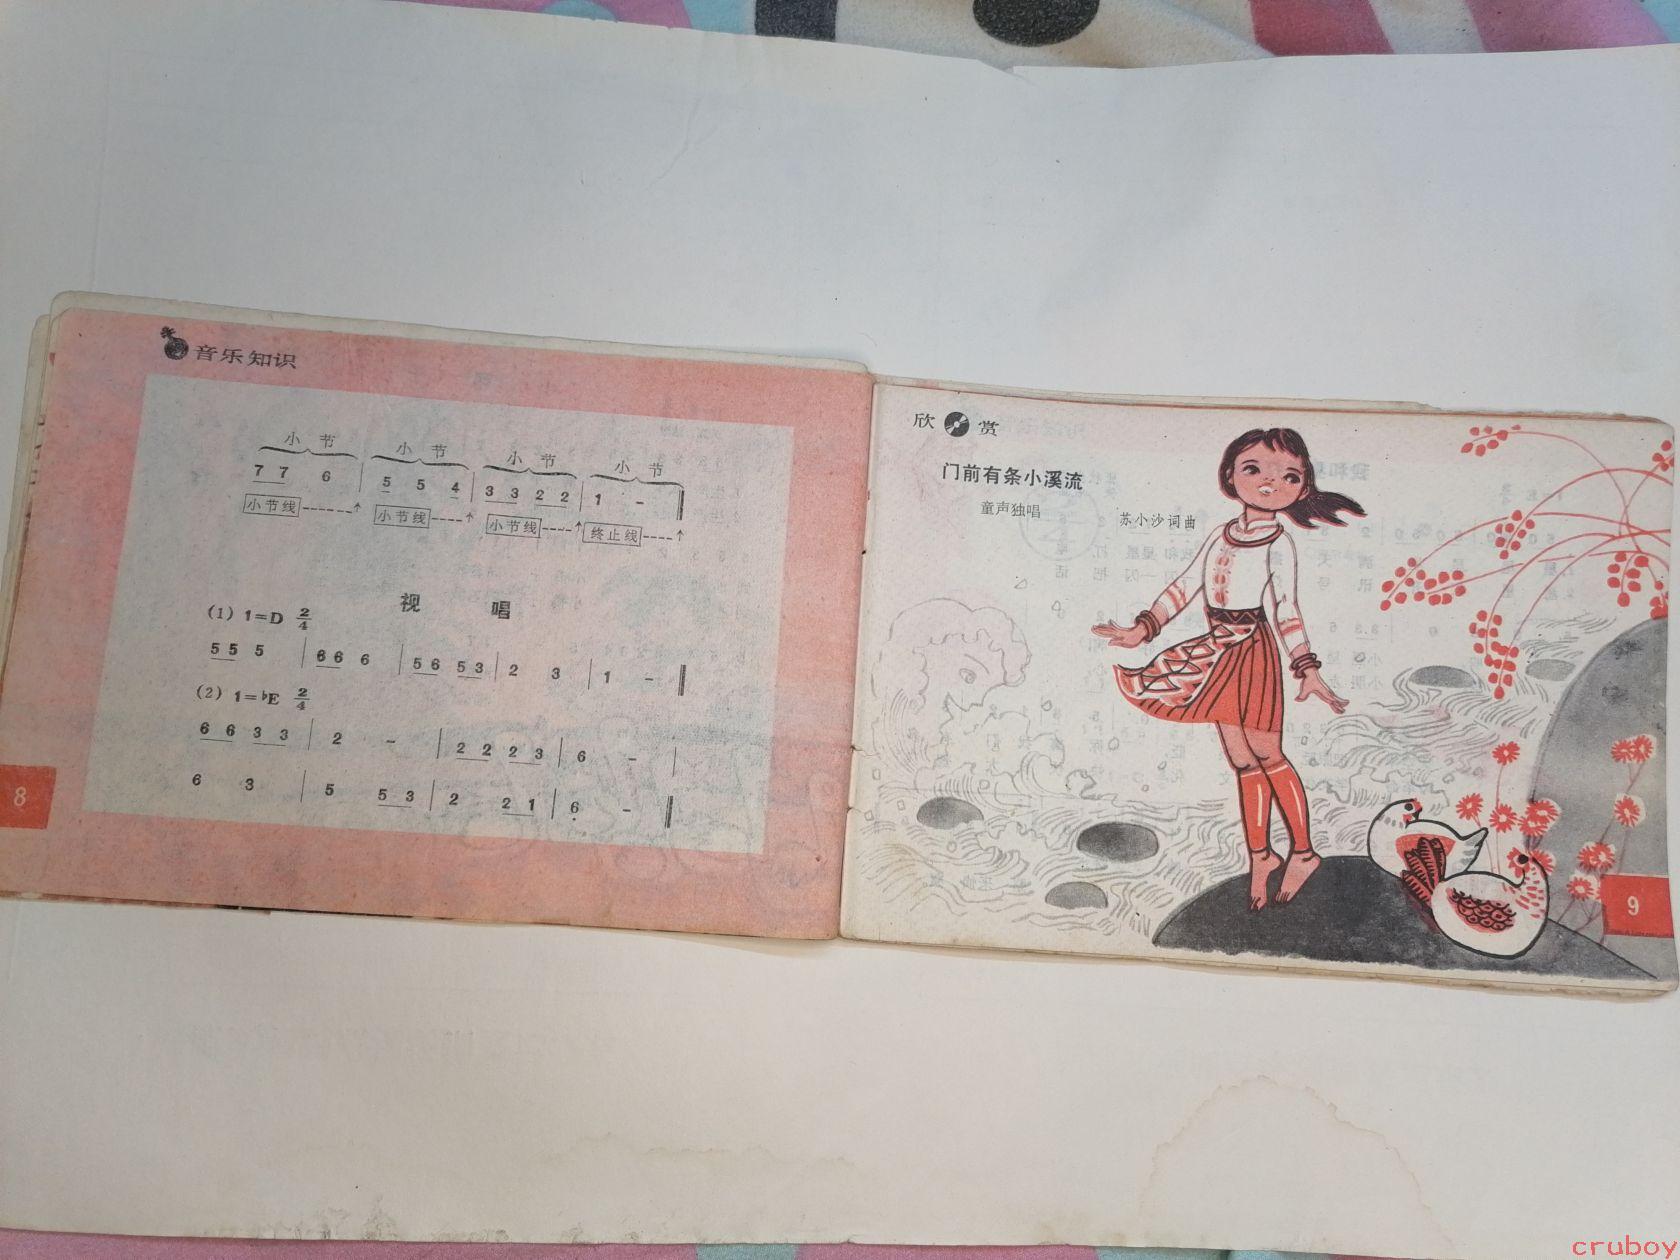 音乐知识
小节 小节 小节 小节
7 7 6 | 5 5 4 | 3 3 2 2 | 1 -
小节线 小节线 小节线 终止线
视唱
(1) 1=D 2/4
5 5 5 | 6 6 6 | 5 6 5 3 | 2 3 | 1 -
(2) 1=♭E 2/4
6 6 3 3 | 2 - | 2 2 2 3 | 6 - |
6 3 | 5 5 3 | 2 2 1 | 6̣ -
8
欣赏
门前有条小溪流
童声独唱
苏小沙词曲
9
cruboy